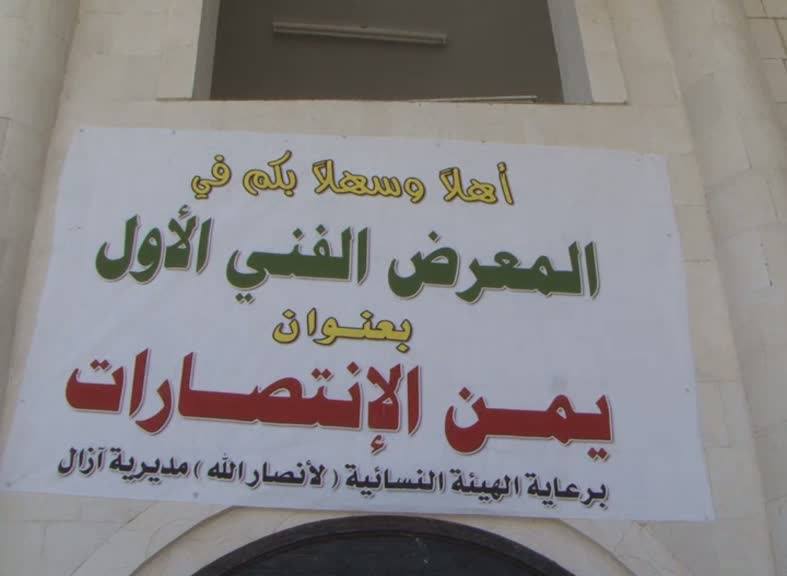 أهلاً وسهلاً بكم في
المعرض الفني الأول
بعنوان
يمن الإنتصارات
برعاية الهيئة النسائية (لأنصار الله) مديرية آزال